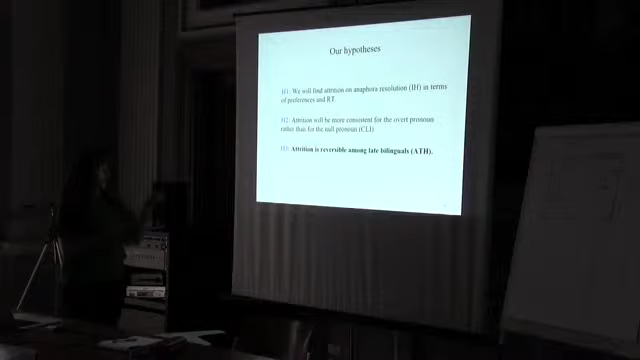 Our hypotheses
H1: We will find attrition on anaphora resolution (IH) in terms
of preferences and RT.
H2: Attrition will be more consistent for the overt pronoun
rather than for the null pronoun (CLI)
H3: Attrition is reversible among late bilinguals (ATH).